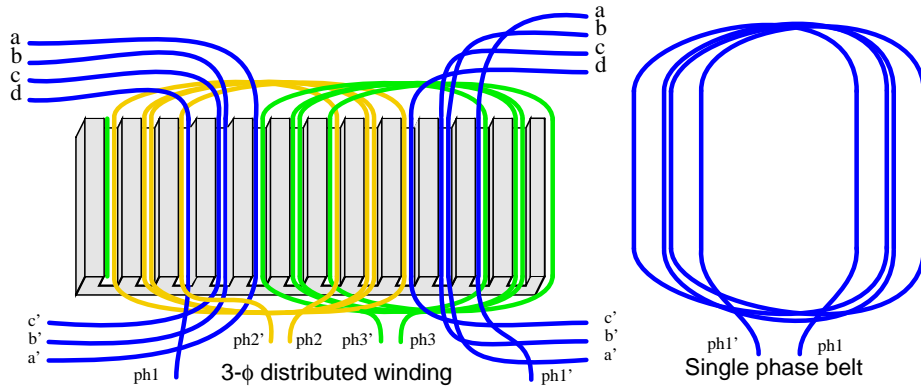 a
b
c
d
a
b
c
d
c'
b'
a'
ph1
ph2' ph2 ph3' ph3
3-ϕ distributed winding
ph1'
c'
b'
a'
ph1' ph1
Single phase belt